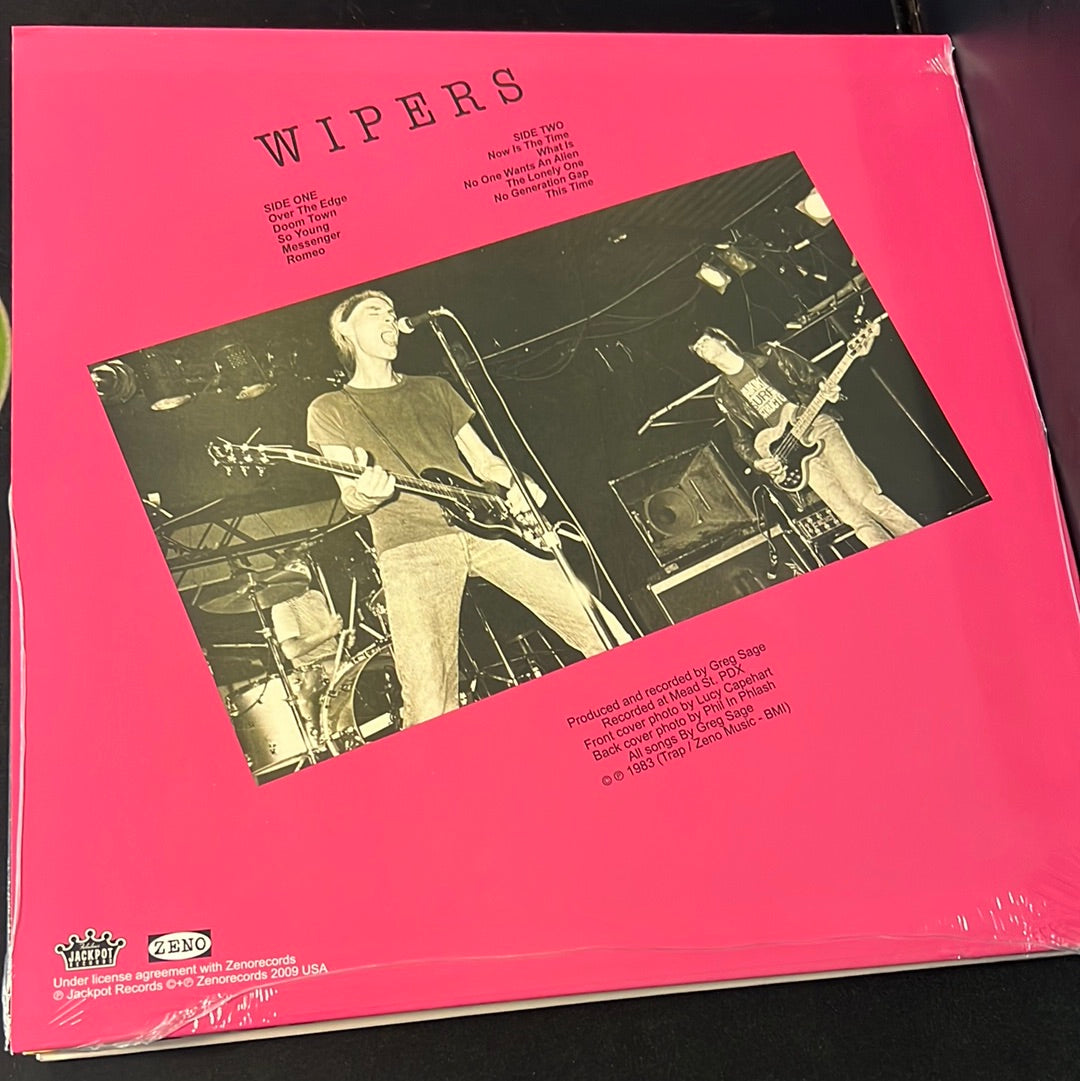 WIPERS
SIDE ONE
Over The Edge
Doom Town
So Young
Messenger
Romeo
SIDE TWO
Now Is The Time
What Is
No One Wants An Alien
The Lonely One
No Generation Gap
This Time
Produced and recorded by Greg Sage
Recorded at Mead St. PDX
Front cover photo by Lucy Capehart
Back cover photo by Phil In Phlash
All songs By Greg Sage
© ℗ 1983 (Trap / Zeno Music - BMI)
JACKPOT
RECORDS
ZENO
Under license agreement with Zenorecords
℗ Jackpot Records ©+℗ Zenorecords 2009 USA